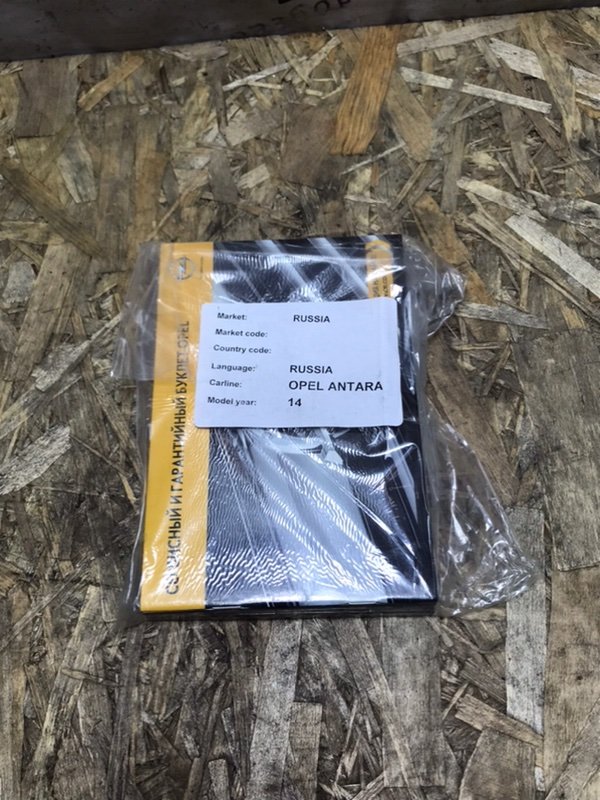 Market: RUSSIA
Market code:
Country code:
Language: RUSSIA
Carline: OPEL ANTARA
Model year: 14
СЕРВИСНЫЙ И ГАРАНТИЙНЫЙ БУКЛЕТ OPEL